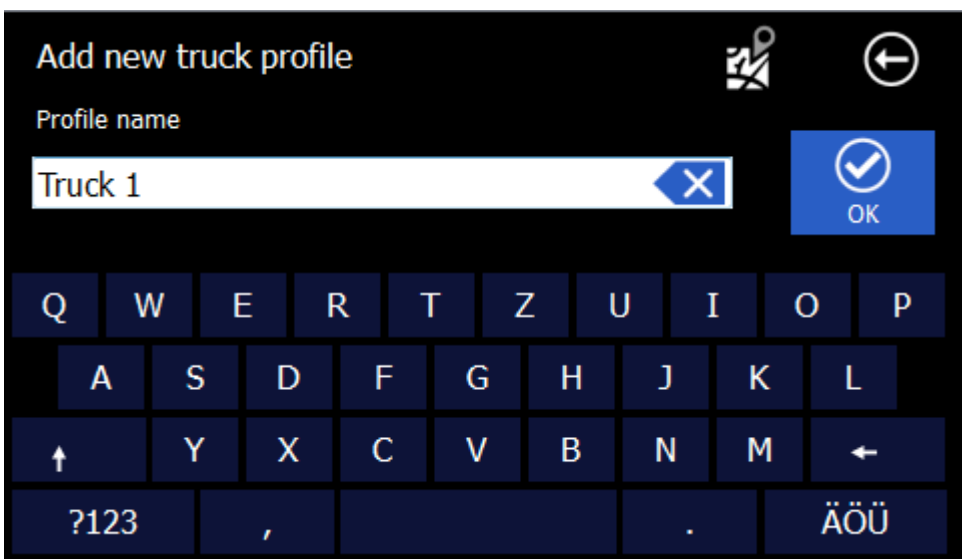 Add new truck profile
Profile name
Truck 1
OK
Q W E R T Z U I O P
A S D F G H J K L
Y X C V B N M
?123 , . ÄÖÜ